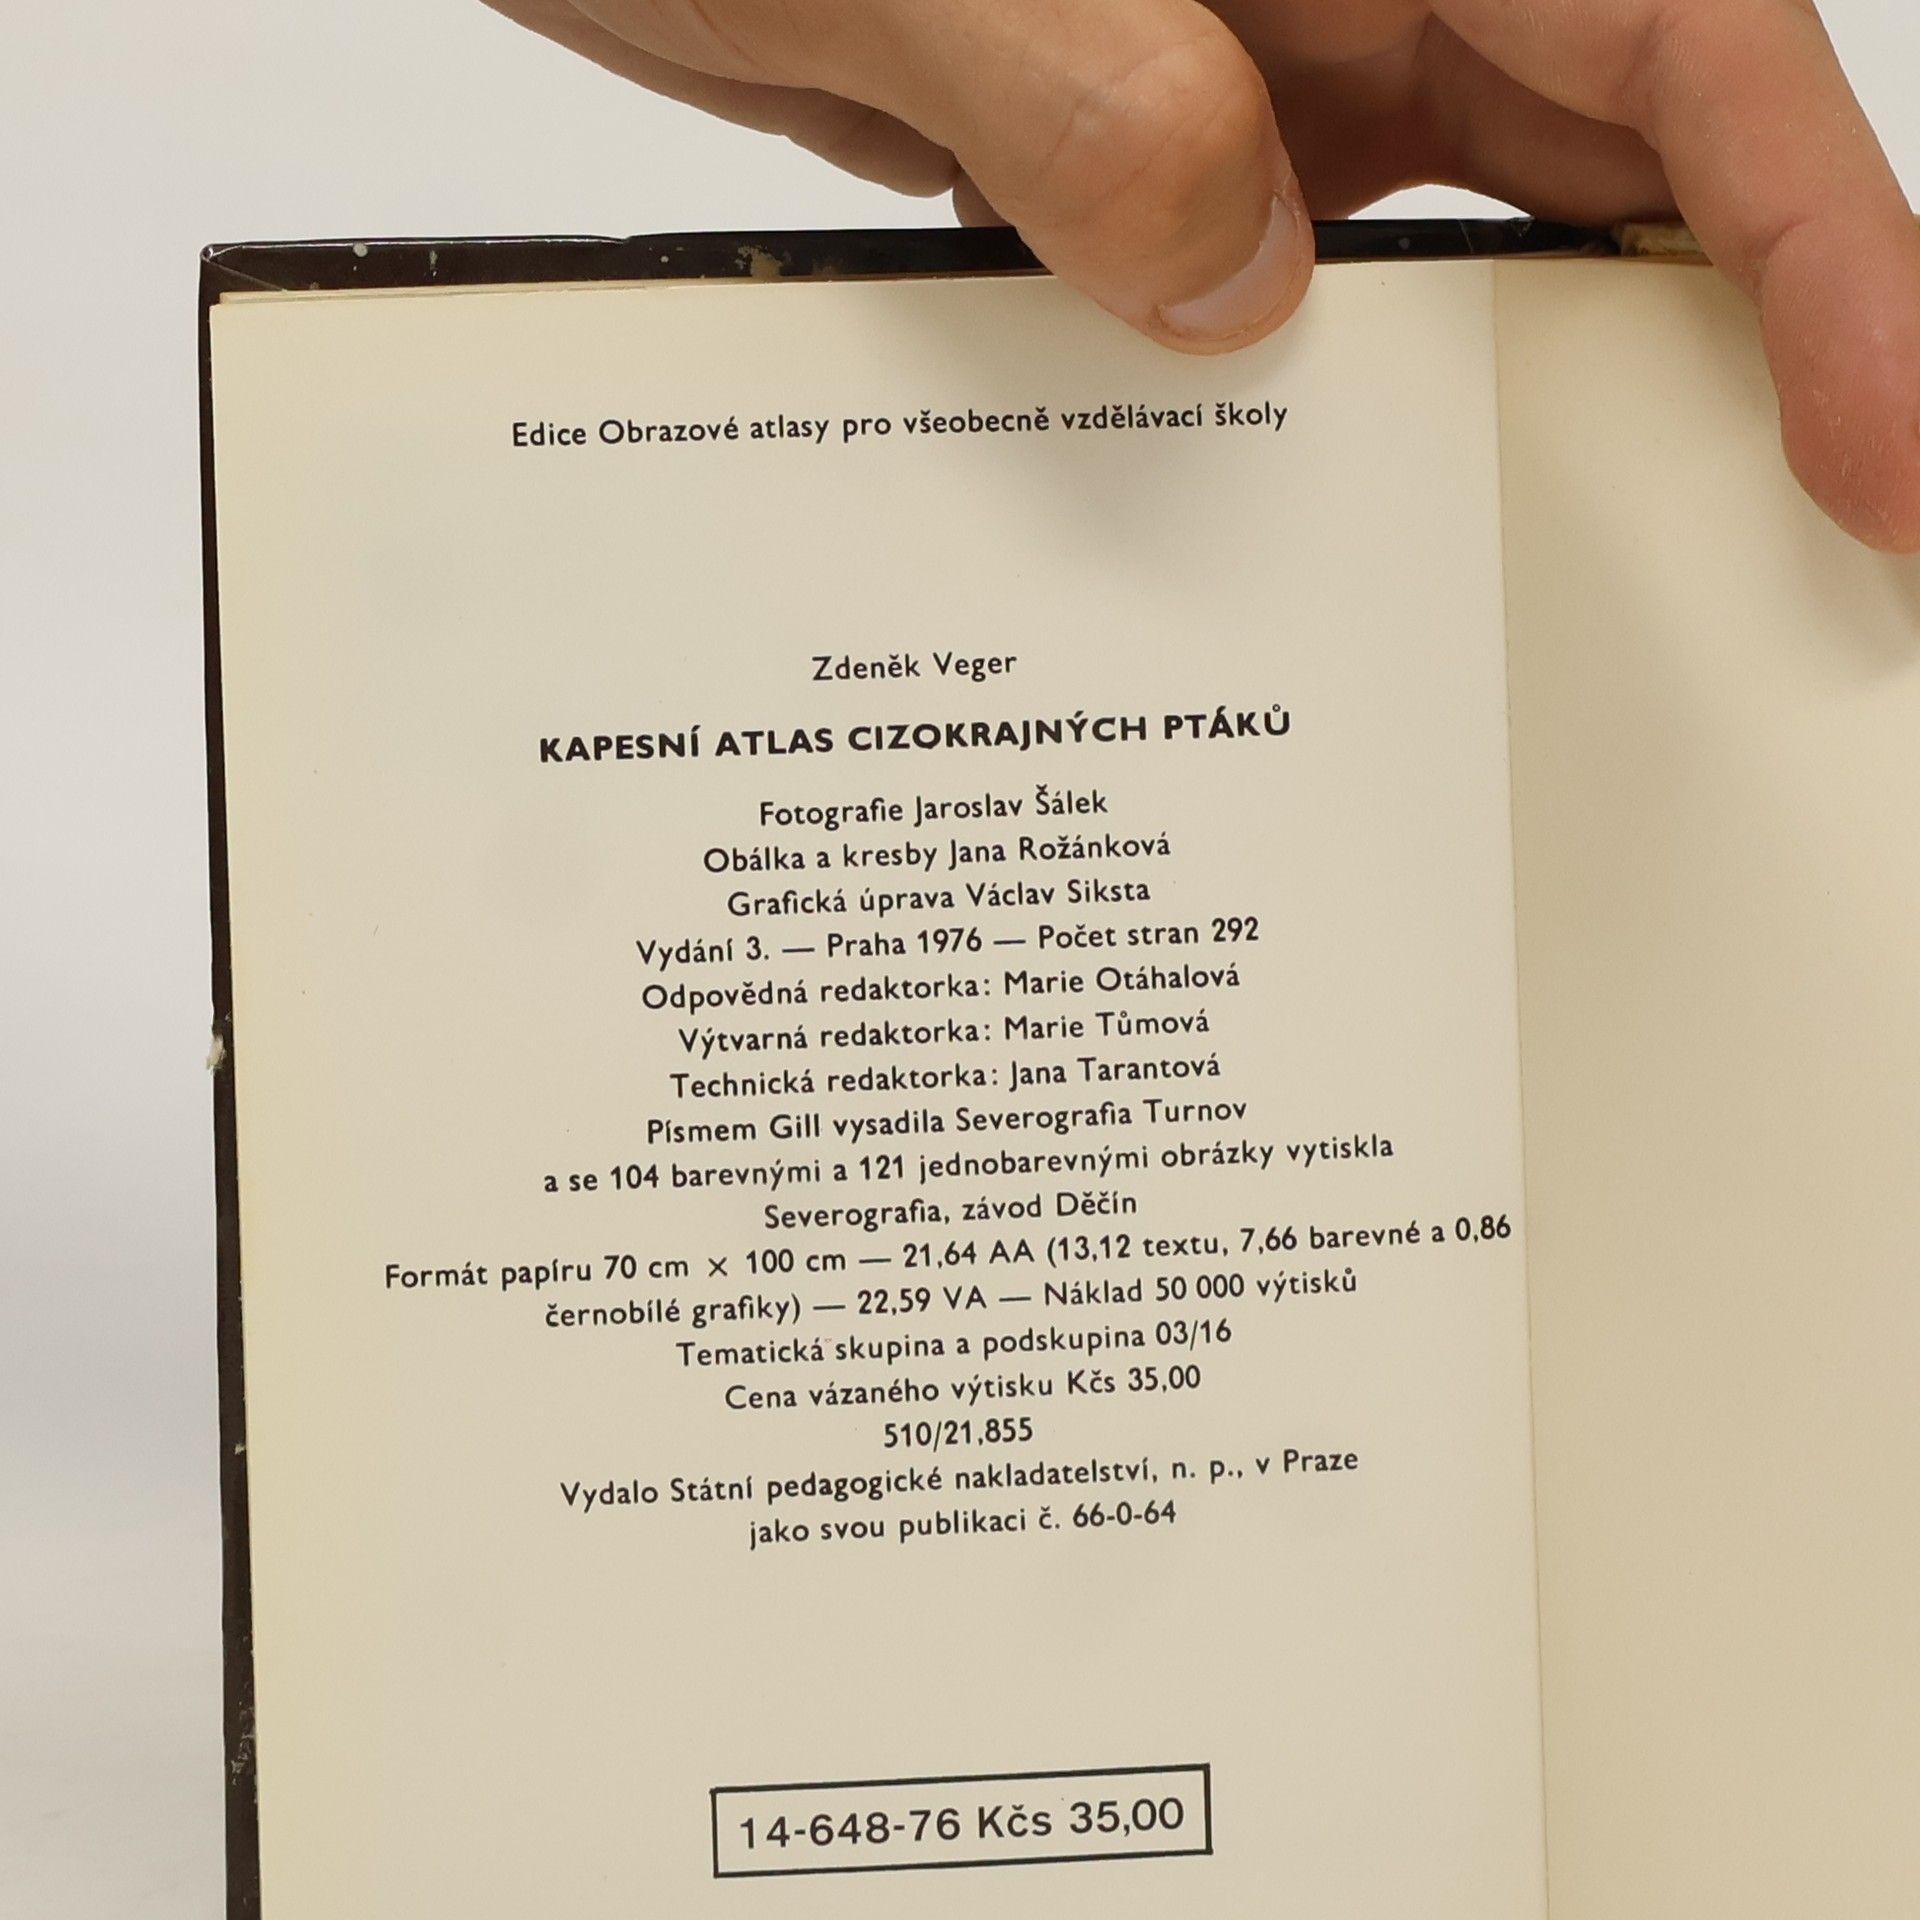 Edice Obrazové atlasy pro všeobecně vzdělávací školy
Zdeněk Veger
KAPESNÍ ATLAS CIZOKRAJNÝCH PTÁKŮ
Fotografie Jaroslav Šálek
Obálka a kresby Jana Rožánková
Grafická úprava Václav Siksta
Vydání 3. — Praha 1976 — Počet stran 292
Odpovědná redaktorka: Marie Otáhalová
Výtvarná redaktorka: Marie Tůmová
Technická redaktorka: Jana Tarantová
Písmem Gill vysadila Severografia Turnov
a se 104 barevnými a 121 jednobarevnými obrázky vytiskla
Severografia, závod Děčín
Formát papíru 70 cm × 100 cm — 21,64 AA (13,12 textu, 7,66 barevné a 0,86
černobílé grafiky) — 22,59 VA — Náklad 50 000 výtisků
Tematická skupina a podskupina 03/16
Cena vázaného výtisku Kčs 35,00
510/21,855
Vydalo Státní pedagogické nakladatelství, n. p., v Praze
jako svou publikaci č. 66-0-64
14-648-76 Kčs 35,00